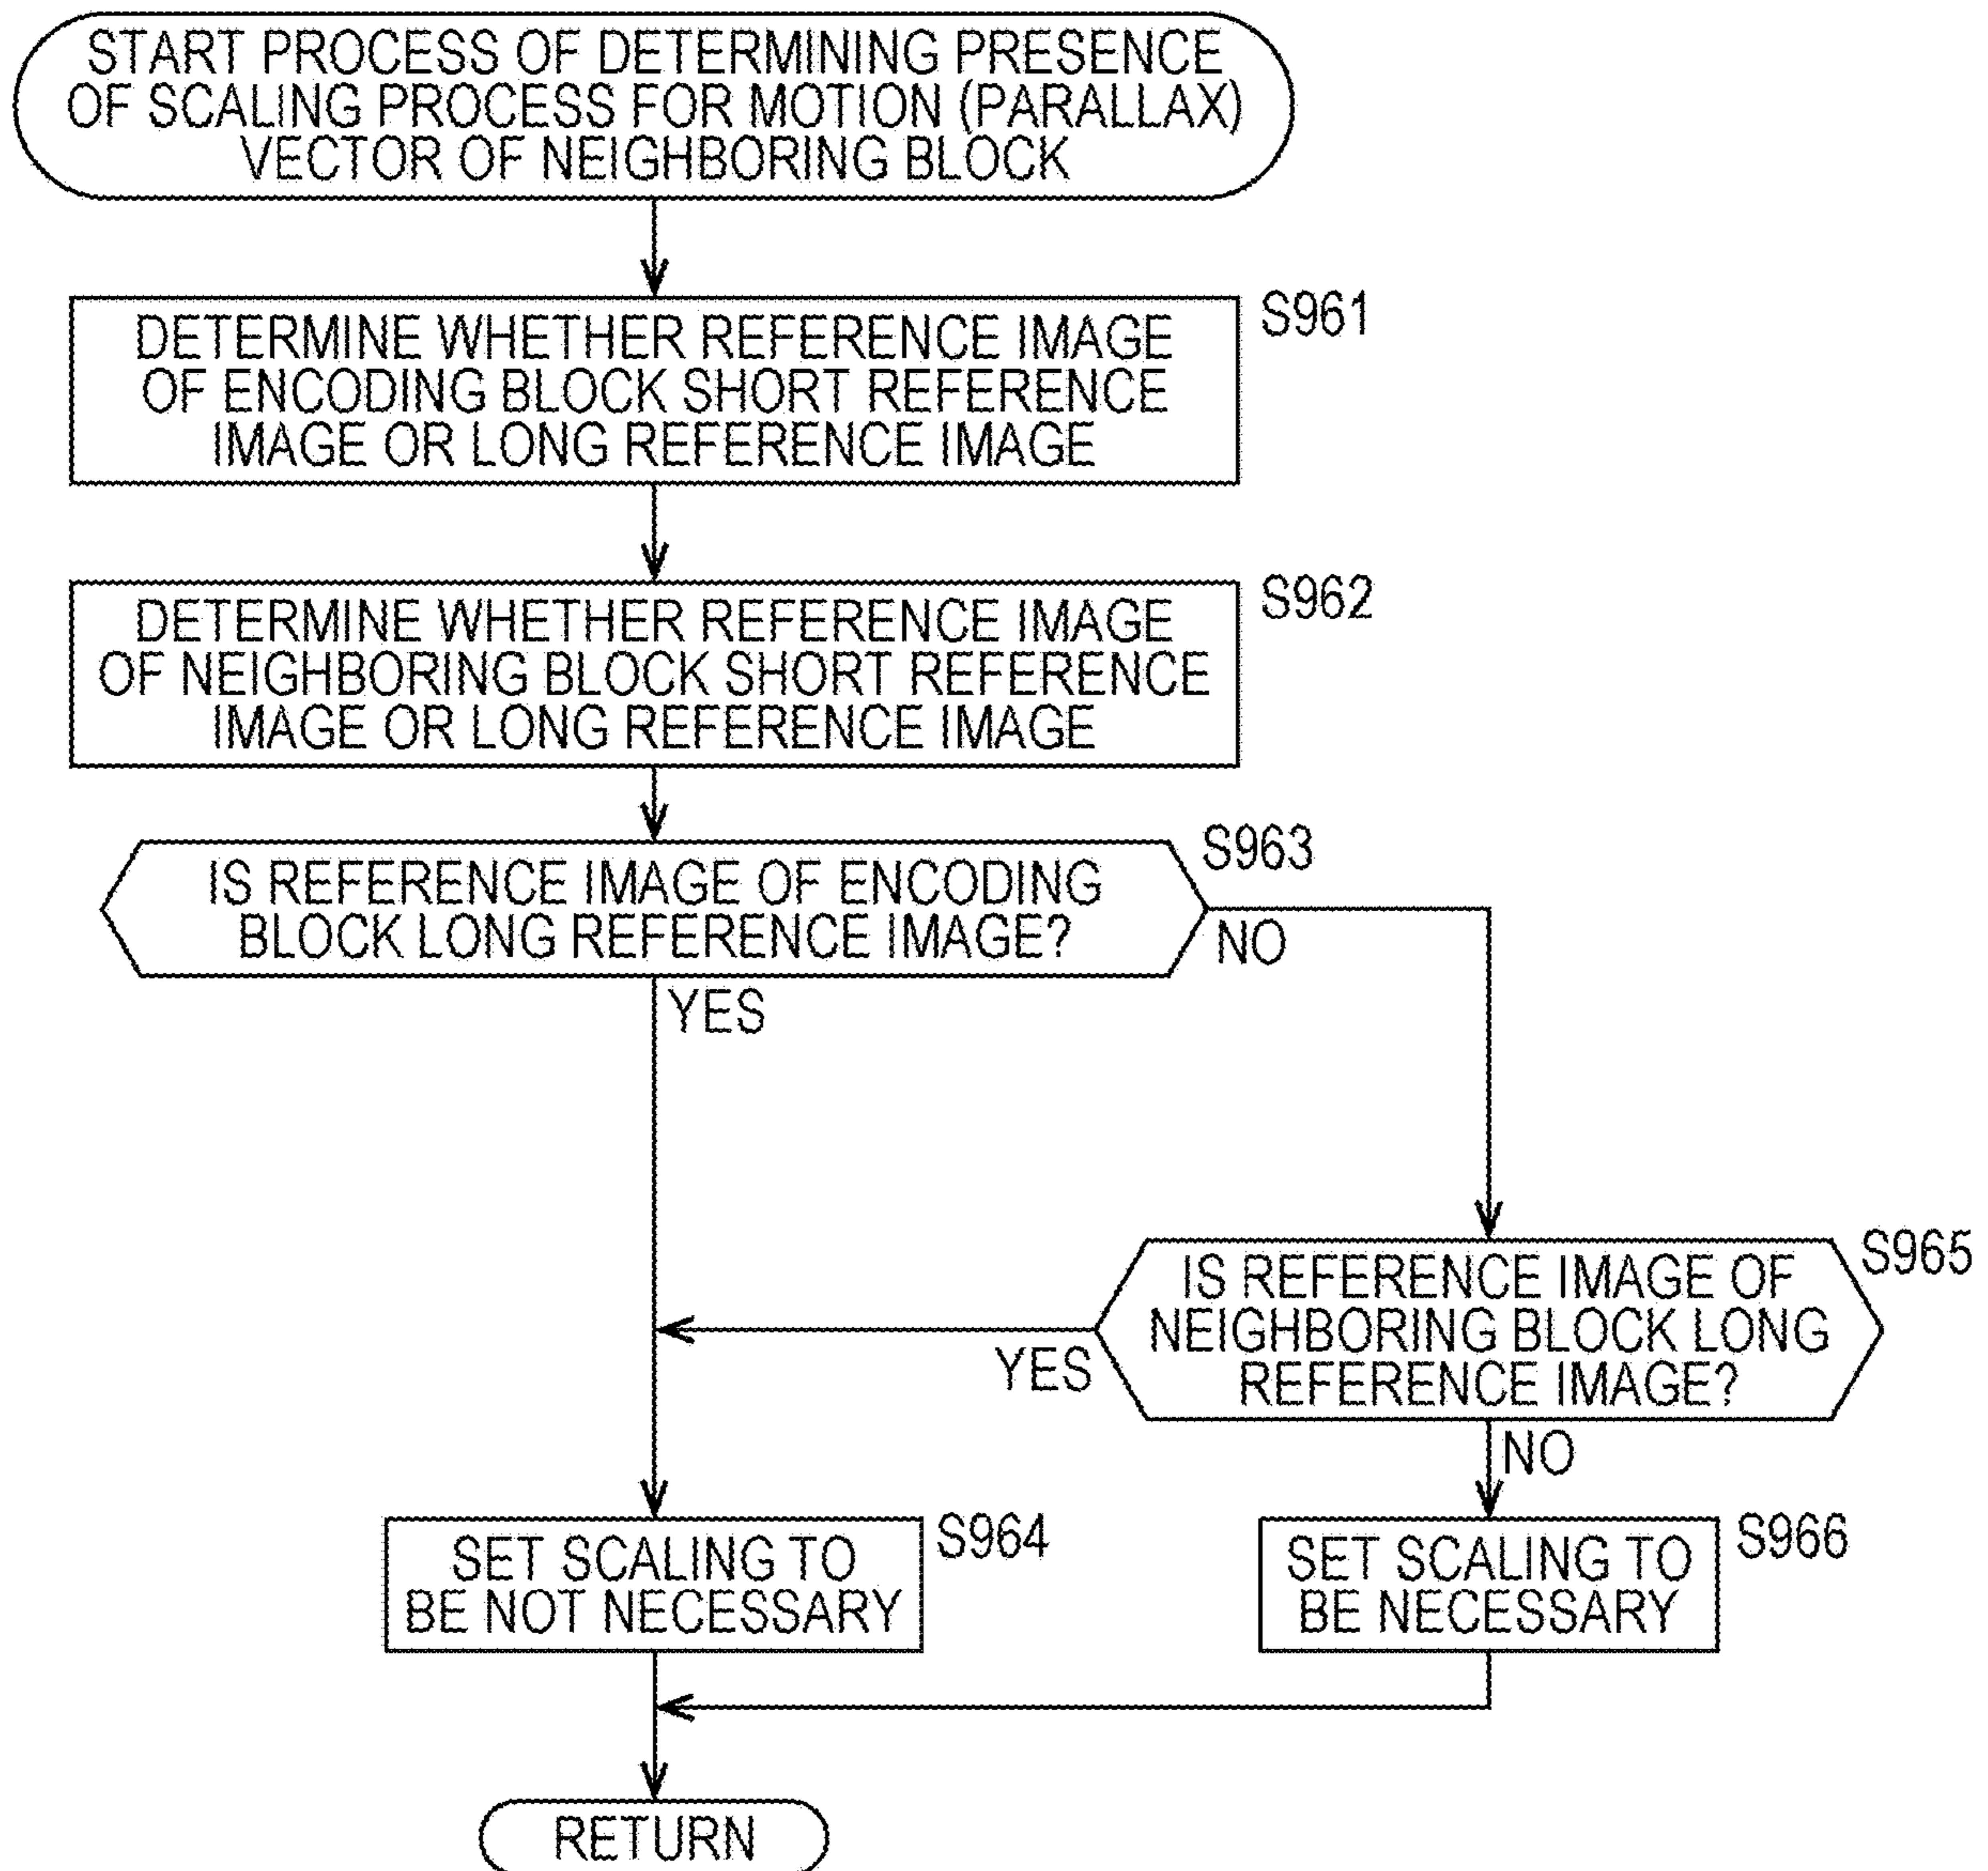 START PROCESS OF DETERMINING PRESENCE
OF SCALING PROCESS FOR MOTION (PARALLAX)
VECTOR OF NEIGHBORING BLOCK
S961
DETERMINE WHETHER REFERENCE IMAGE
OF ENCODING BLOCK SHORT REFERENCE
IMAGE OR LONG REFERENCE IMAGE
S962
DETERMINE WHETHER REFERENCE IMAGE
OF NEIGHBORING BLOCK SHORT REFERENCE
IMAGE OR LONG REFERENCE IMAGE
S963
IS REFERENCE IMAGE OF ENCODING
BLOCK LONG REFERENCE IMAGE?
NO
YES
S965
IS REFERENCE IMAGE OF
NEIGHBORING BLOCK LONG
REFERENCE IMAGE?
YES
NO
S964
SET SCALING TO
BE NOT NECESSARY
S966
SET SCALING TO
BE NECESSARY
RETURN